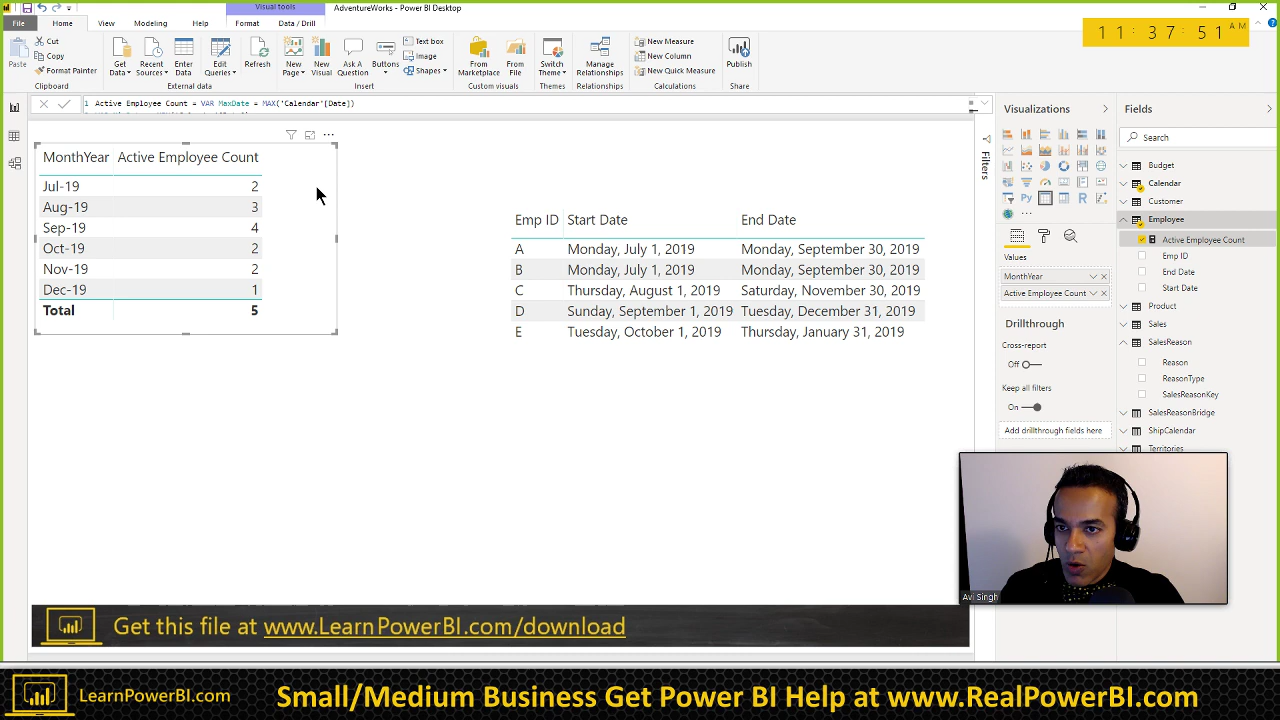 Visual tools
AdventureWorks - Power BI Desktop
File Home View Modeling Help Format Data / Drill
11 37 51 AM
Paste
Cut
Copy
Format Painter
Clipboard
Get Data
Recent Sources
Enter Data
Edit Queries
Refresh
External data
New Page
New Visual
Ask A Question
Buttons
Text box
Image
Shapes
Insert
From Marketplace
From File
Custom visuals
Switch Theme
Themes
Manage Relationships
Relationships
New Measure
New Column
New Quick Measure
Calculations
Publish
Share
1 Active Employee Count = VAR MaxDate = MAX('Calendar'[Date])
MonthYear Active Employee Count
Jul-19 2
Aug-19 3
Sep-19 4
Oct-19 2
Nov-19 2
Dec-19 1
Total 5
Emp ID Start Date End Date
A Monday, July 1, 2019 Monday, September 30, 2019
B Monday, July 1, 2019 Monday, September 30, 2019
C Thursday, August 1, 2019 Saturday, November 30, 2019
D Sunday, September 1, 2019 Tuesday, December 31, 2019
E Tuesday, October 1, 2019 Thursday, January 31, 2019
Filters
Visualizations
R
Py
Values
MonthYear
Active Employee Count
Drillthrough
Cross-report
Off
Keep all filters
On
Add drillthrough fields here
Fields
Search
Budget
Calendar
Customer
Employee
Active Employee Count
Emp ID
End Date
Start Date
Product
Sales
SalesReason
Reason
ReasonType
SalesReasonKey
SalesReasonBridge
ShipCalendar
Territories
Avi Singh
Get this file at www.LearnPowerBI.com/download
LearnPowerBI.com
Small/Medium Business Get Power BI Help at www.RealPowerBI.com